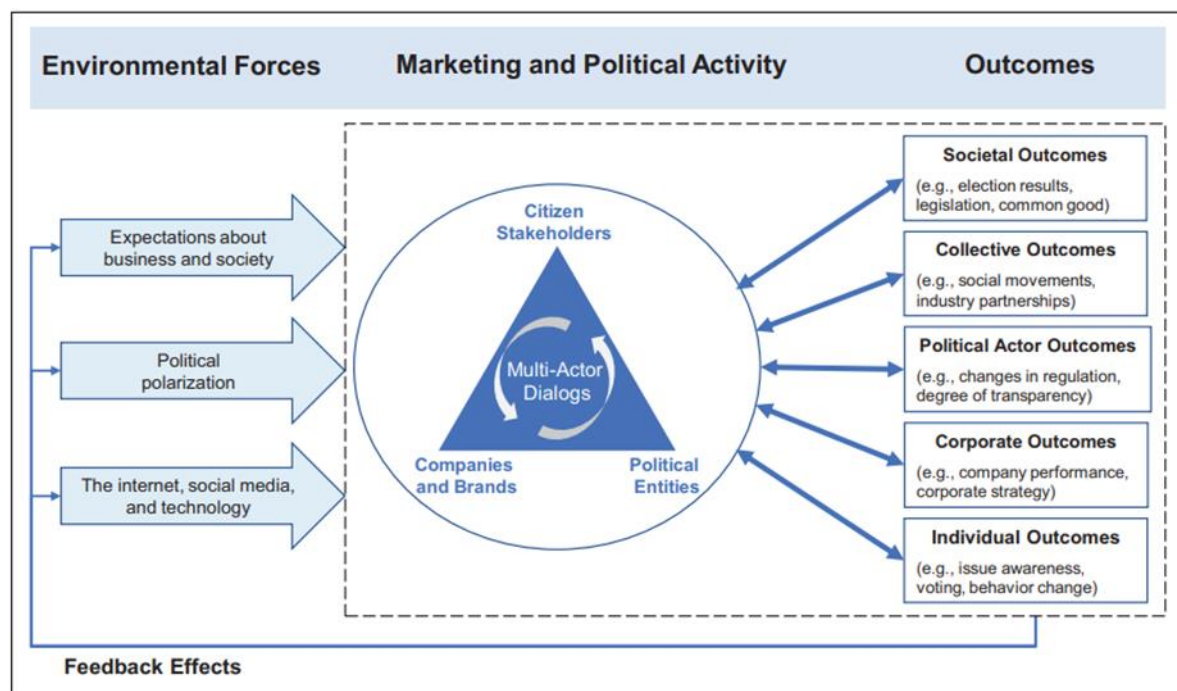 Environmental Forces
Marketing and Political Activity
Outcomes
Expectations about
business and society
Political
polarization
The internet, social media,
and technology
Citizen
Stakeholders
Multi-Actor
Dialogs
Companies
and Brands
Political
Entities
Societal Outcomes
(e.g., election results,
legislation, common good)
Collective Outcomes
(e.g., social movements,
industry partnerships)
Political Actor Outcomes
(e.g., changes in regulation,
degree of transparency)
Corporate Outcomes
(e.g., company performance,
corporate strategy)
Individual Outcomes
(e.g., issue awareness,
voting, behavior change)
Feedback Effects